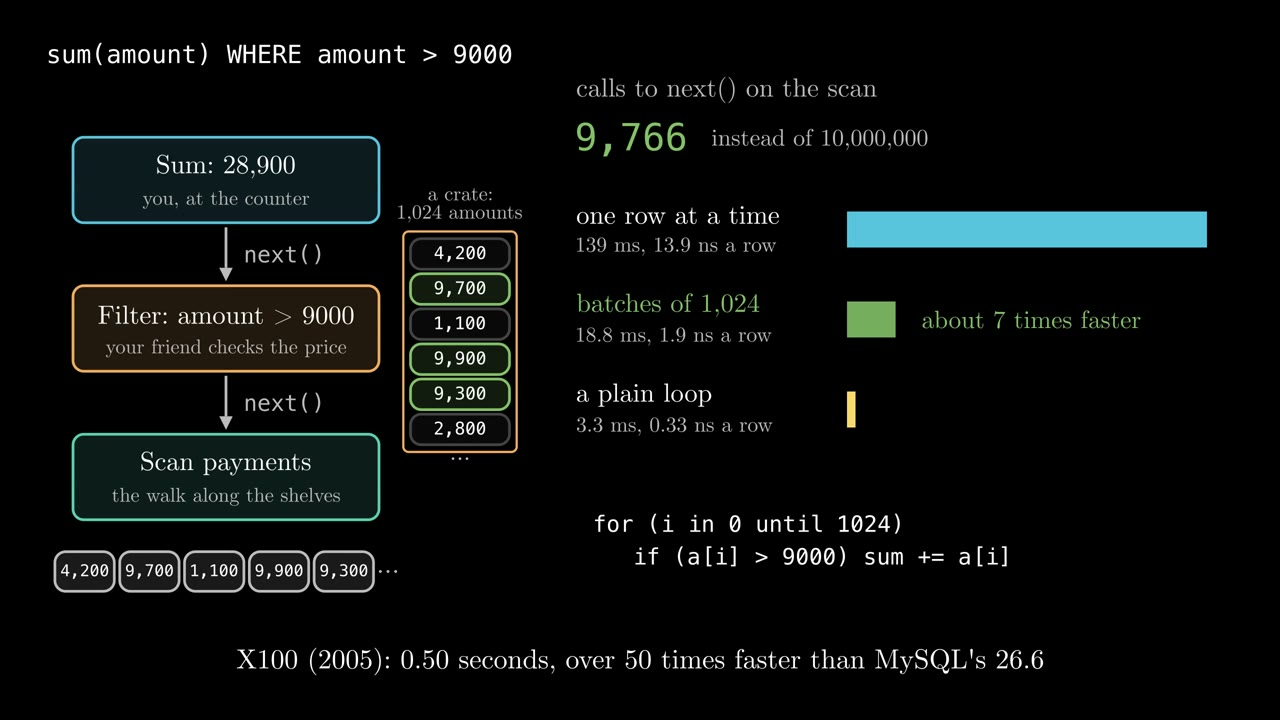 sum(amount) WHERE amount > 9000
calls to next() on the scan
9,766 instead of 10,000,000
Sum: 28,900
you, at the counter
next()
Filter: amount > 9000
your friend checks the price
next()
Scan payments
the walk along the shelves
4,200 9,700 1,100 9,900 9,300 ...
a crate:
1,024 amounts
4,200
9,700
1,100
9,900
9,300
2,800
...
one row at a time
139 ms, 13.9 ns a row
batches of 1,024
18.8 ms, 1.9 ns a row
about 7 times faster
a plain loop
3.3 ms, 0.33 ns a row
for (i in 0 until 1024)
if (a[i] > 9000) sum += a[i]
X100 (2005): 0.50 seconds, over 50 times faster than MySQL's 26.6